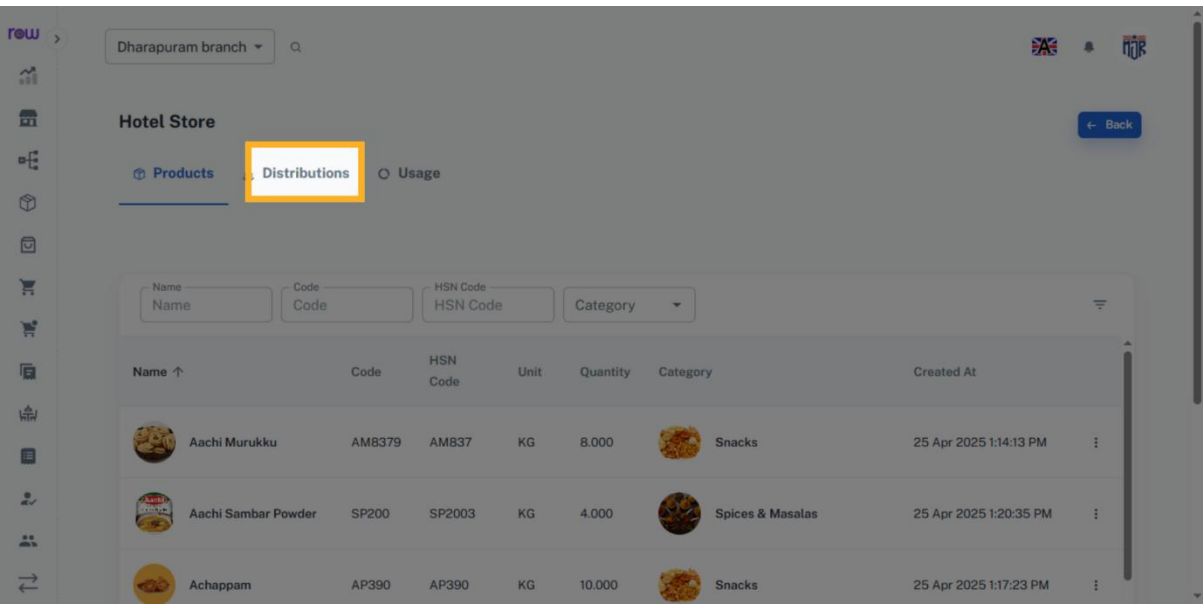 row
Dharapuram branch
MJR
Hotel Store
← Back
Products Distributions Usage
Name Code HSN Code
Name Code HSN Code Category
Name ↑ Code HSN Code Unit Quantity Category Created At
Aachi Murukku AM8379 AM837 KG 8.000 Snacks 25 Apr 2025 1:14:13 PM
Aachi Sambar Powder SP200 SP2003 KG 4.000 Spices & Masalas 25 Apr 2025 1:20:35 PM
Achappam AP390 AP390 KG 10.000 Snacks 25 Apr 2025 1:17:23 PM